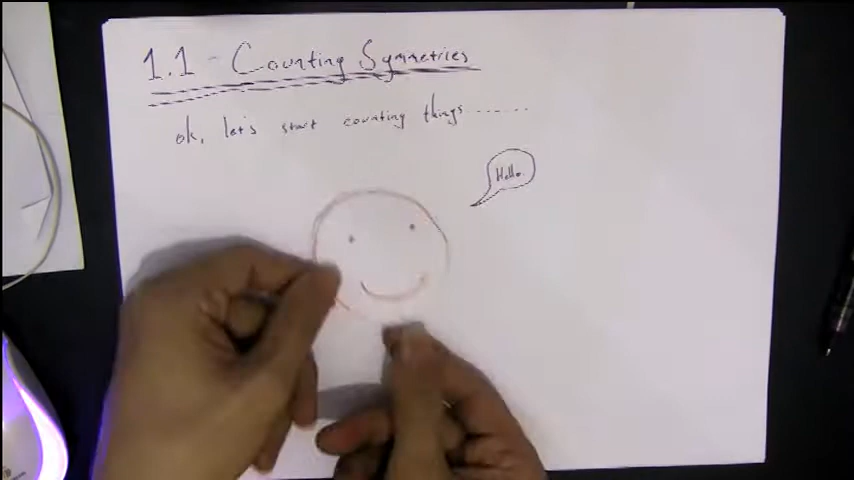 1.1 - Counting Symmetries
ok, let's start counting things......
Hello.